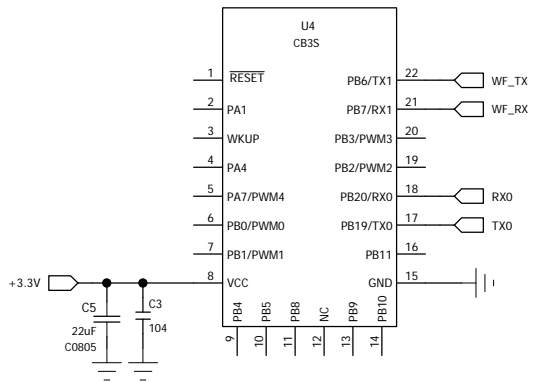 U4
CB3S
1 RESET PB6/TX1 22 WF_TX
2 PA1 PB7/RX1 21 WF_RX
3 WKUP PB3/PWM3 20
4 PA4 PB2/PWM2 19
5 PA7/PWM4 PB20/RX0 18 RX0
6 PB0/PWM0 PB19/TX0 17 TX0
7 PB1/PWM1 PB11 16
+3.3V 8 VCC GND 15
C5 C3
22uF 104
C0805
PB4 PB5 PB8 NC PB9 PB10
9 10 11 12 13 14